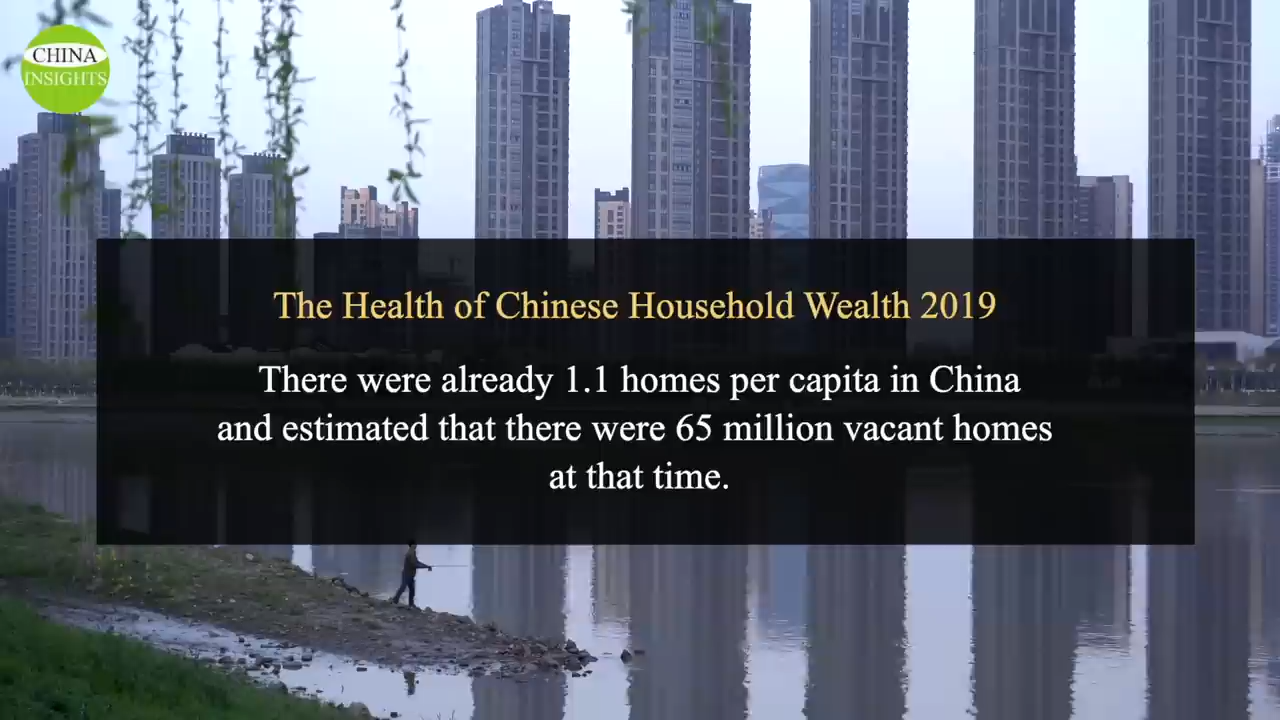 CHINA
INSIGHTS
The Health of Chinese Household Wealth 2019
There were already 1.1 homes per capita in China
and estimated that there were 65 million vacant homes
at that time.